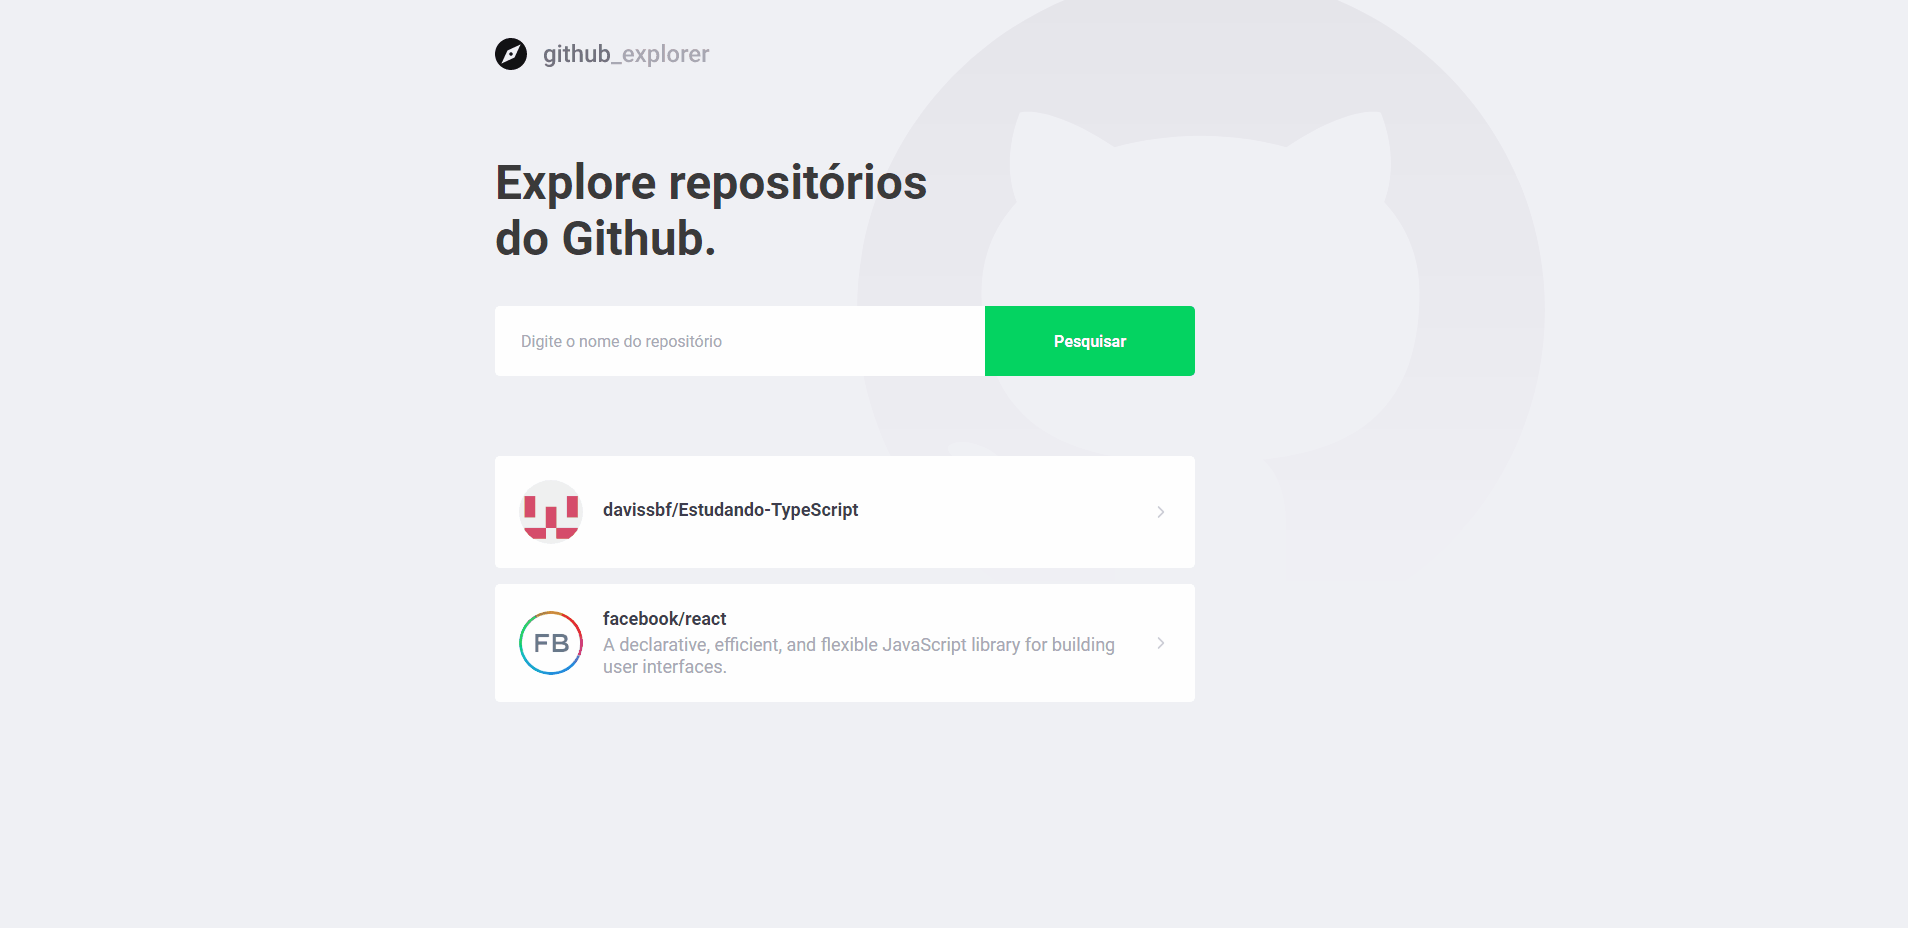 github_explorer
Explore repositórios
do Github.
Digite o nome do repositório
Pesquisar
davissbf/Estudando-TypeScript
facebook/react
FB
A declarative, efficient, and flexible JavaScript library for building
user interfaces.